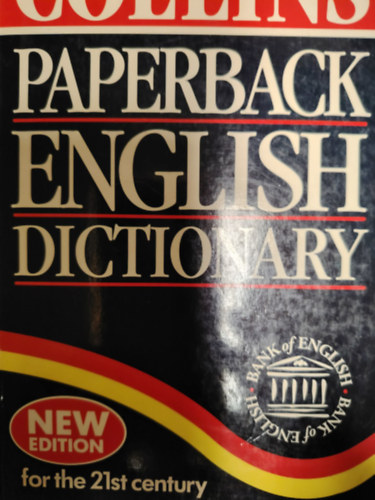 COLLINS
PAPERBACK
ENGLISH
DICTIONARY
BANK of ENGLISH · BANK of ENGLISH ·
NEW
EDITION
for the 21st century